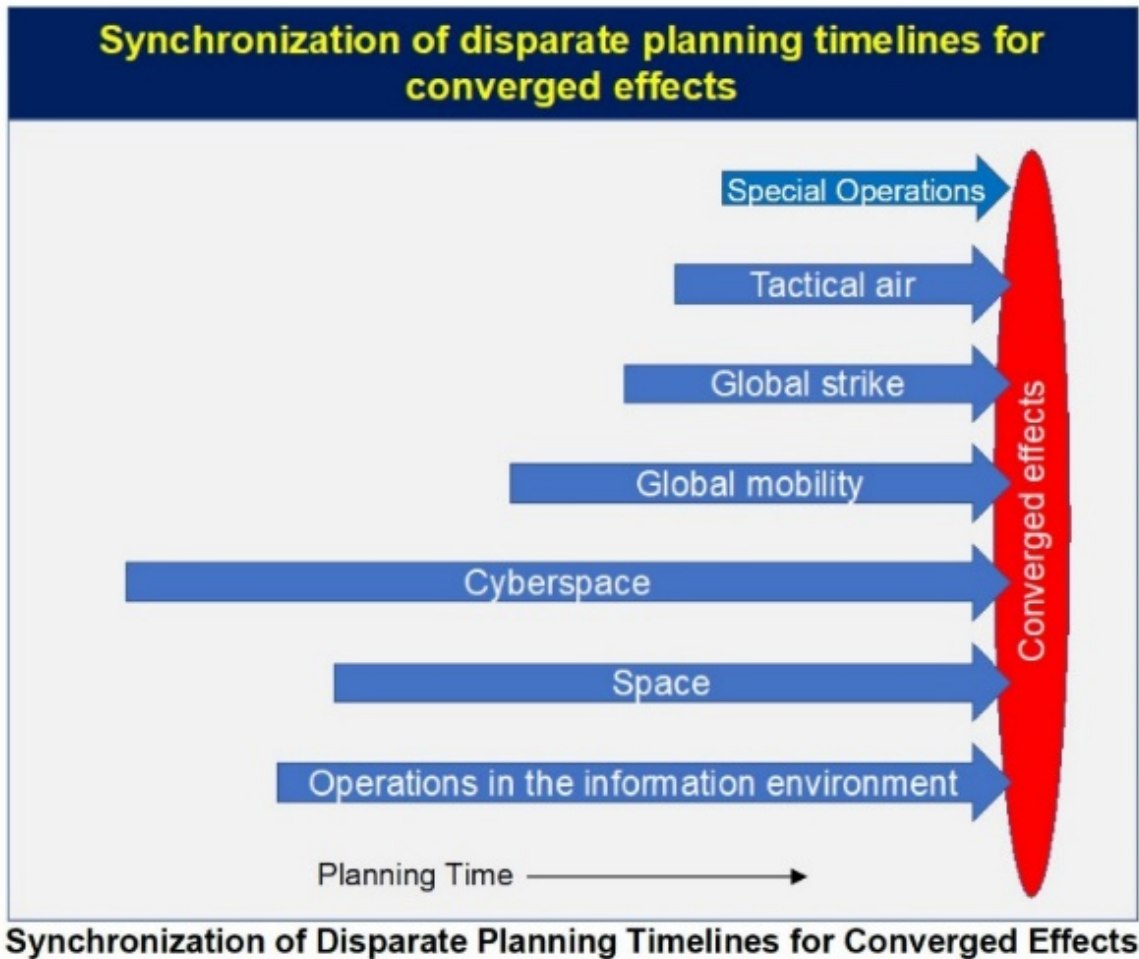 Synchronization of disparate planning timelines for
converged effects
Special Operations
Tactical air
Global strike
Global mobility
Cyberspace
Space
Operations in the information environment
Converged effects
Planning Time
Synchronization of Disparate Planning Timelines for Converged Effects